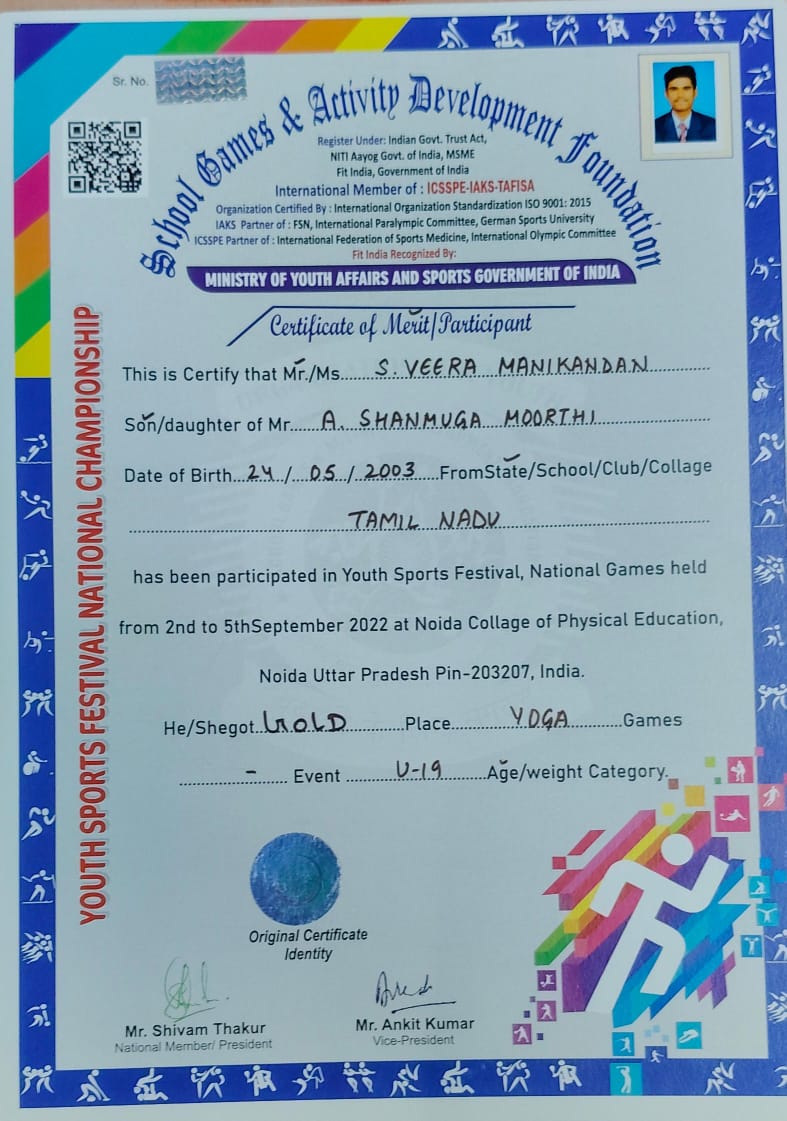 Sr. No.
School Games & Activity Development Foundation
Register Under: Indian Govt. Trust Act,
NITI Aayog Govt. of India, MSME
Fit India, Government of India
International Member of : ICSSPE-IAKS-TAFISA
Organization Certified By : International Organization Standardization ISO 9001: 2015
IAKS Partner of : FSN, International Paralympic Committee, German Sports University
ICSSPE Partner of : International Federation of Sports Medicine, International Olympic Committee
Fit India Recognized By:
MINISTRY OF YOUTH AFFAIRS AND SPORTS GOVERNMENT OF INDIA
Certificate of Merit/Participant
YOUTH SPORTS FESTIVAL NATIONAL CHAMPIONSHIP
This is Certify that Mr./Ms......S. VEERA MANIKANDAN
Son/daughter of Mr......A. SHANMUGA MOORTHI
Date of Birth...24.../...05.../...2003....FromState/School/Club/Collage
TAMIL NADU
has been participated in Youth Sports Festival, National Games held
from 2nd to 5thSeptember 2022 at Noida Collage of Physical Education,
Noida Uttar Pradesh Pin-203207, India.
He/Shegot..GOLD..........Place..........YOGA..........Games
..........-...... Event ..........U-19........Age/weight Category.
Original Certificate
Identity
Mr. Shivam Thakur
National Member/ President
Mr. Ankit Kumar
Vice-President